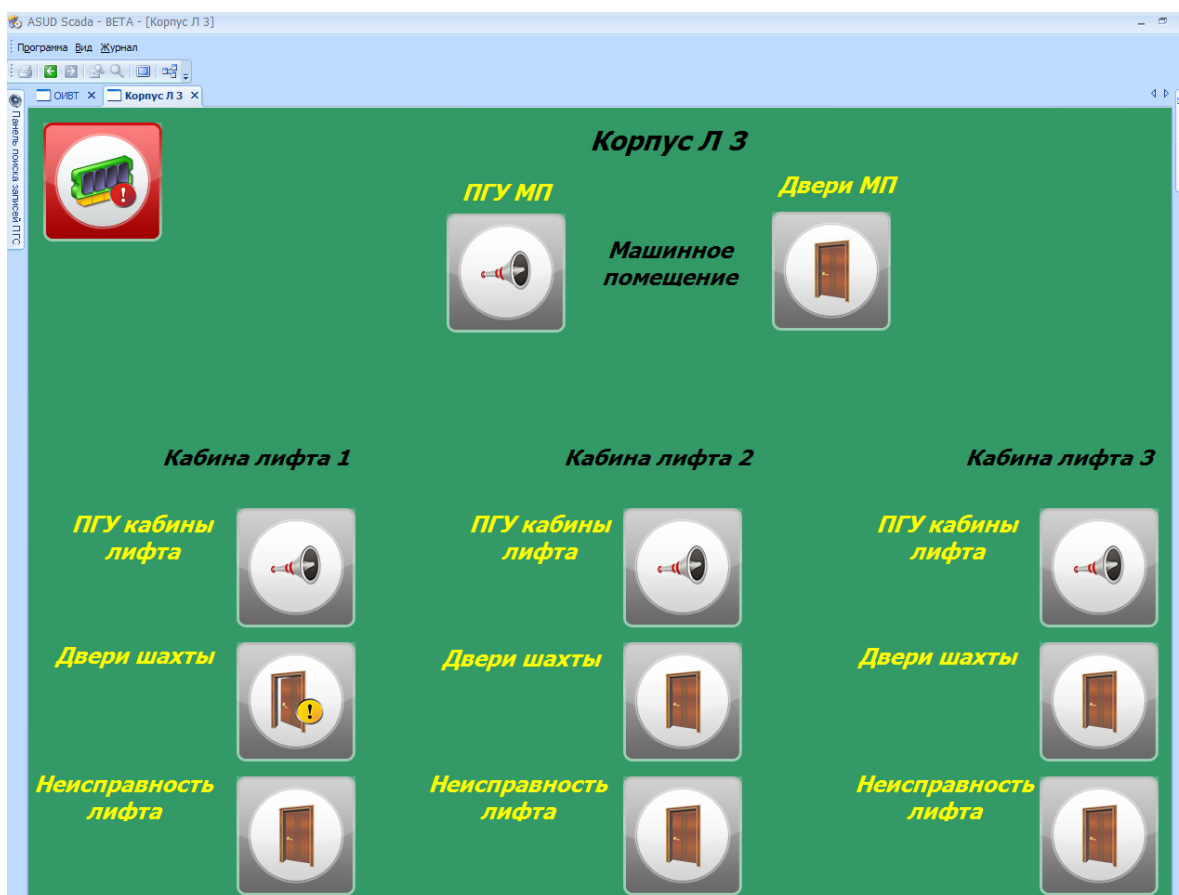 ASUD Scada - BETA - [Корпус Л 3]
Программа Вид Журнал
ОИВТ
Корпус Л 3
Панель поиска записей ПГС
Корпус Л 3
ПГУ МП
Двери МП
Машинное
помещение
Кабина лифта 1
Кабина лифта 2
Кабина лифта 3
ПГУ кабины
лифта
ПГУ кабины
лифта
ПГУ кабины
лифта
Двери шахты
Двери шахты
Двери шахты
Неисправность
лифта
Неисправность
лифта
Неисправность
лифта